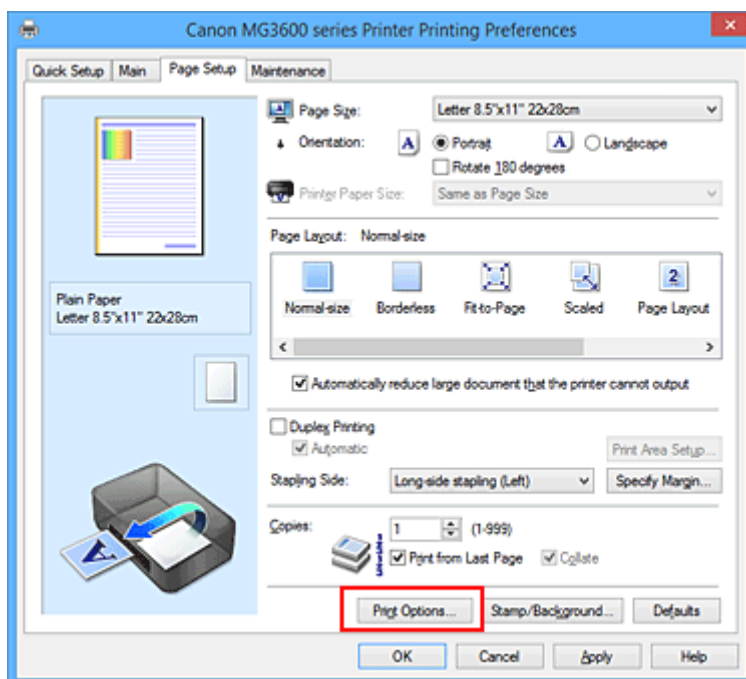 Canon MG3600 series Printer Printing Preferences
Quick Setup Main Page Setup Maintenance
Page Size: Letter 8.5"x11" 22x28cm
Orientation: A Portrait A Landscape
Rotate 180 degrees
Printer Paper Size: Same as Page Size
Page Layout: Normal-size
2
Normal-size Borderless Fit-to-Page Scaled Page Layout
Plain Paper
Letter 8.5"x11" 22x28cm
Automatically reduce large document that the printer cannot output
Duplex Printing
Automatic Print Area Setup...
Stapling Side: Long-side stapling (Left) Specify Margin...
Copies: 1 (1-999)
Print from Last Page Collate
A
Print Options... Stamp/Background... Defaults
OK Cancel Apply Help